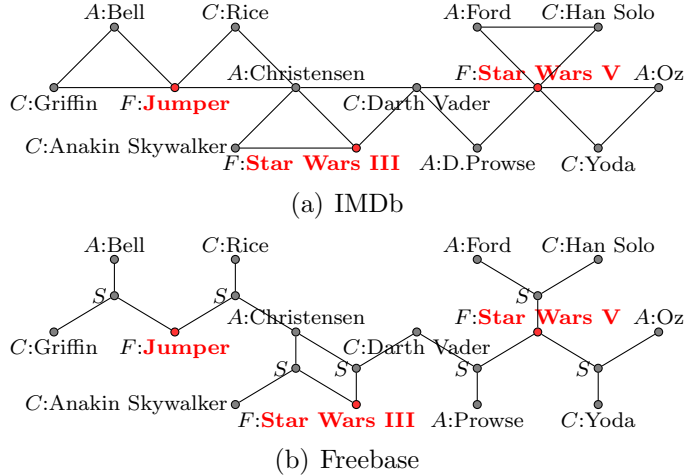 A:Bell C:Rice A:Ford C:Han Solo
A:Christensen F:Star Wars V A:Oz
C:Griffin F:Jumper C:Darth Vader
C:Anakin Skywalker F:Star Wars III A:D.Prowse C:Yoda
(a) IMDb
A:Bell C:Rice A:Ford C:Han Solo
S S S
A:Christensen F:Star Wars V A:Oz
C:Griffin F:Jumper C:Darth Vader
S S S S
C:Anakin Skywalker F:Star Wars III A:Prowse C:Yoda
(b) Freebase